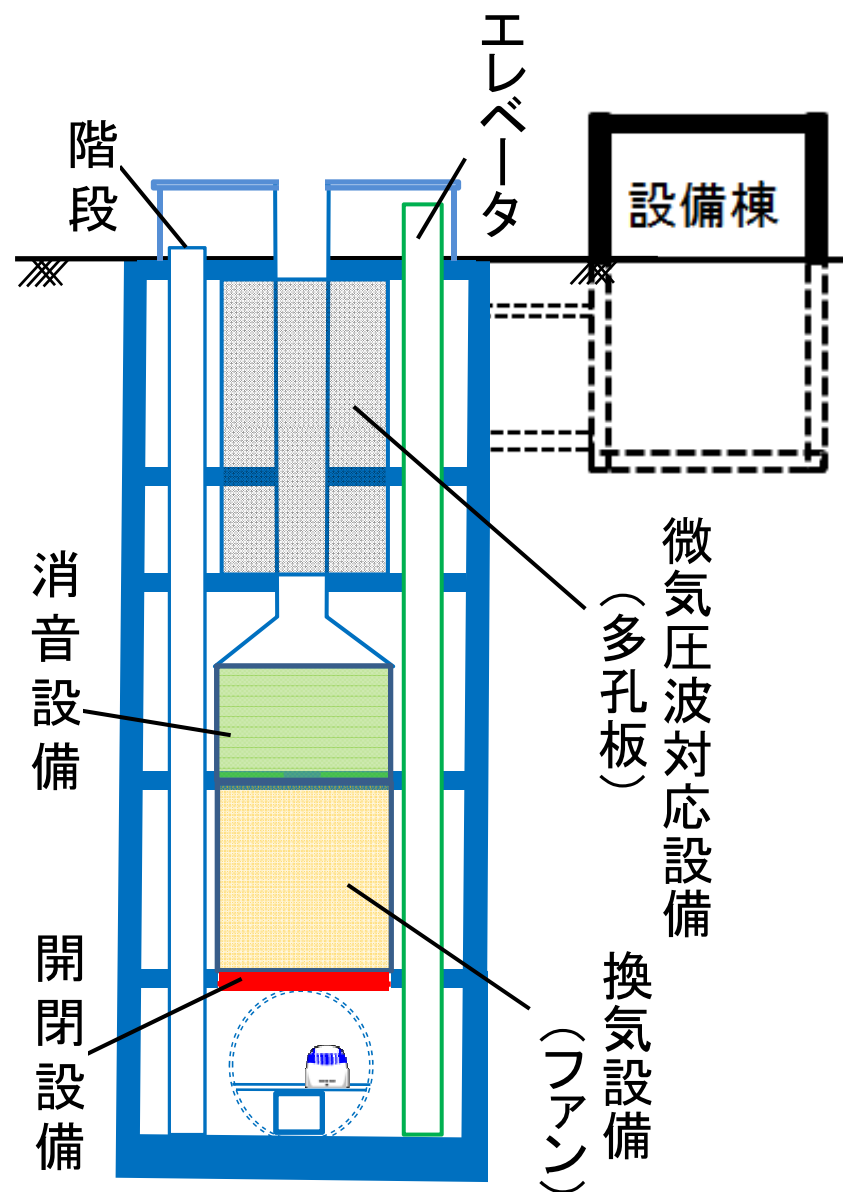 エレベータ
階段
設備棟
微気圧波対応設備
（多孔板）
消音設備
換気設備
（ファン）
開閉設備